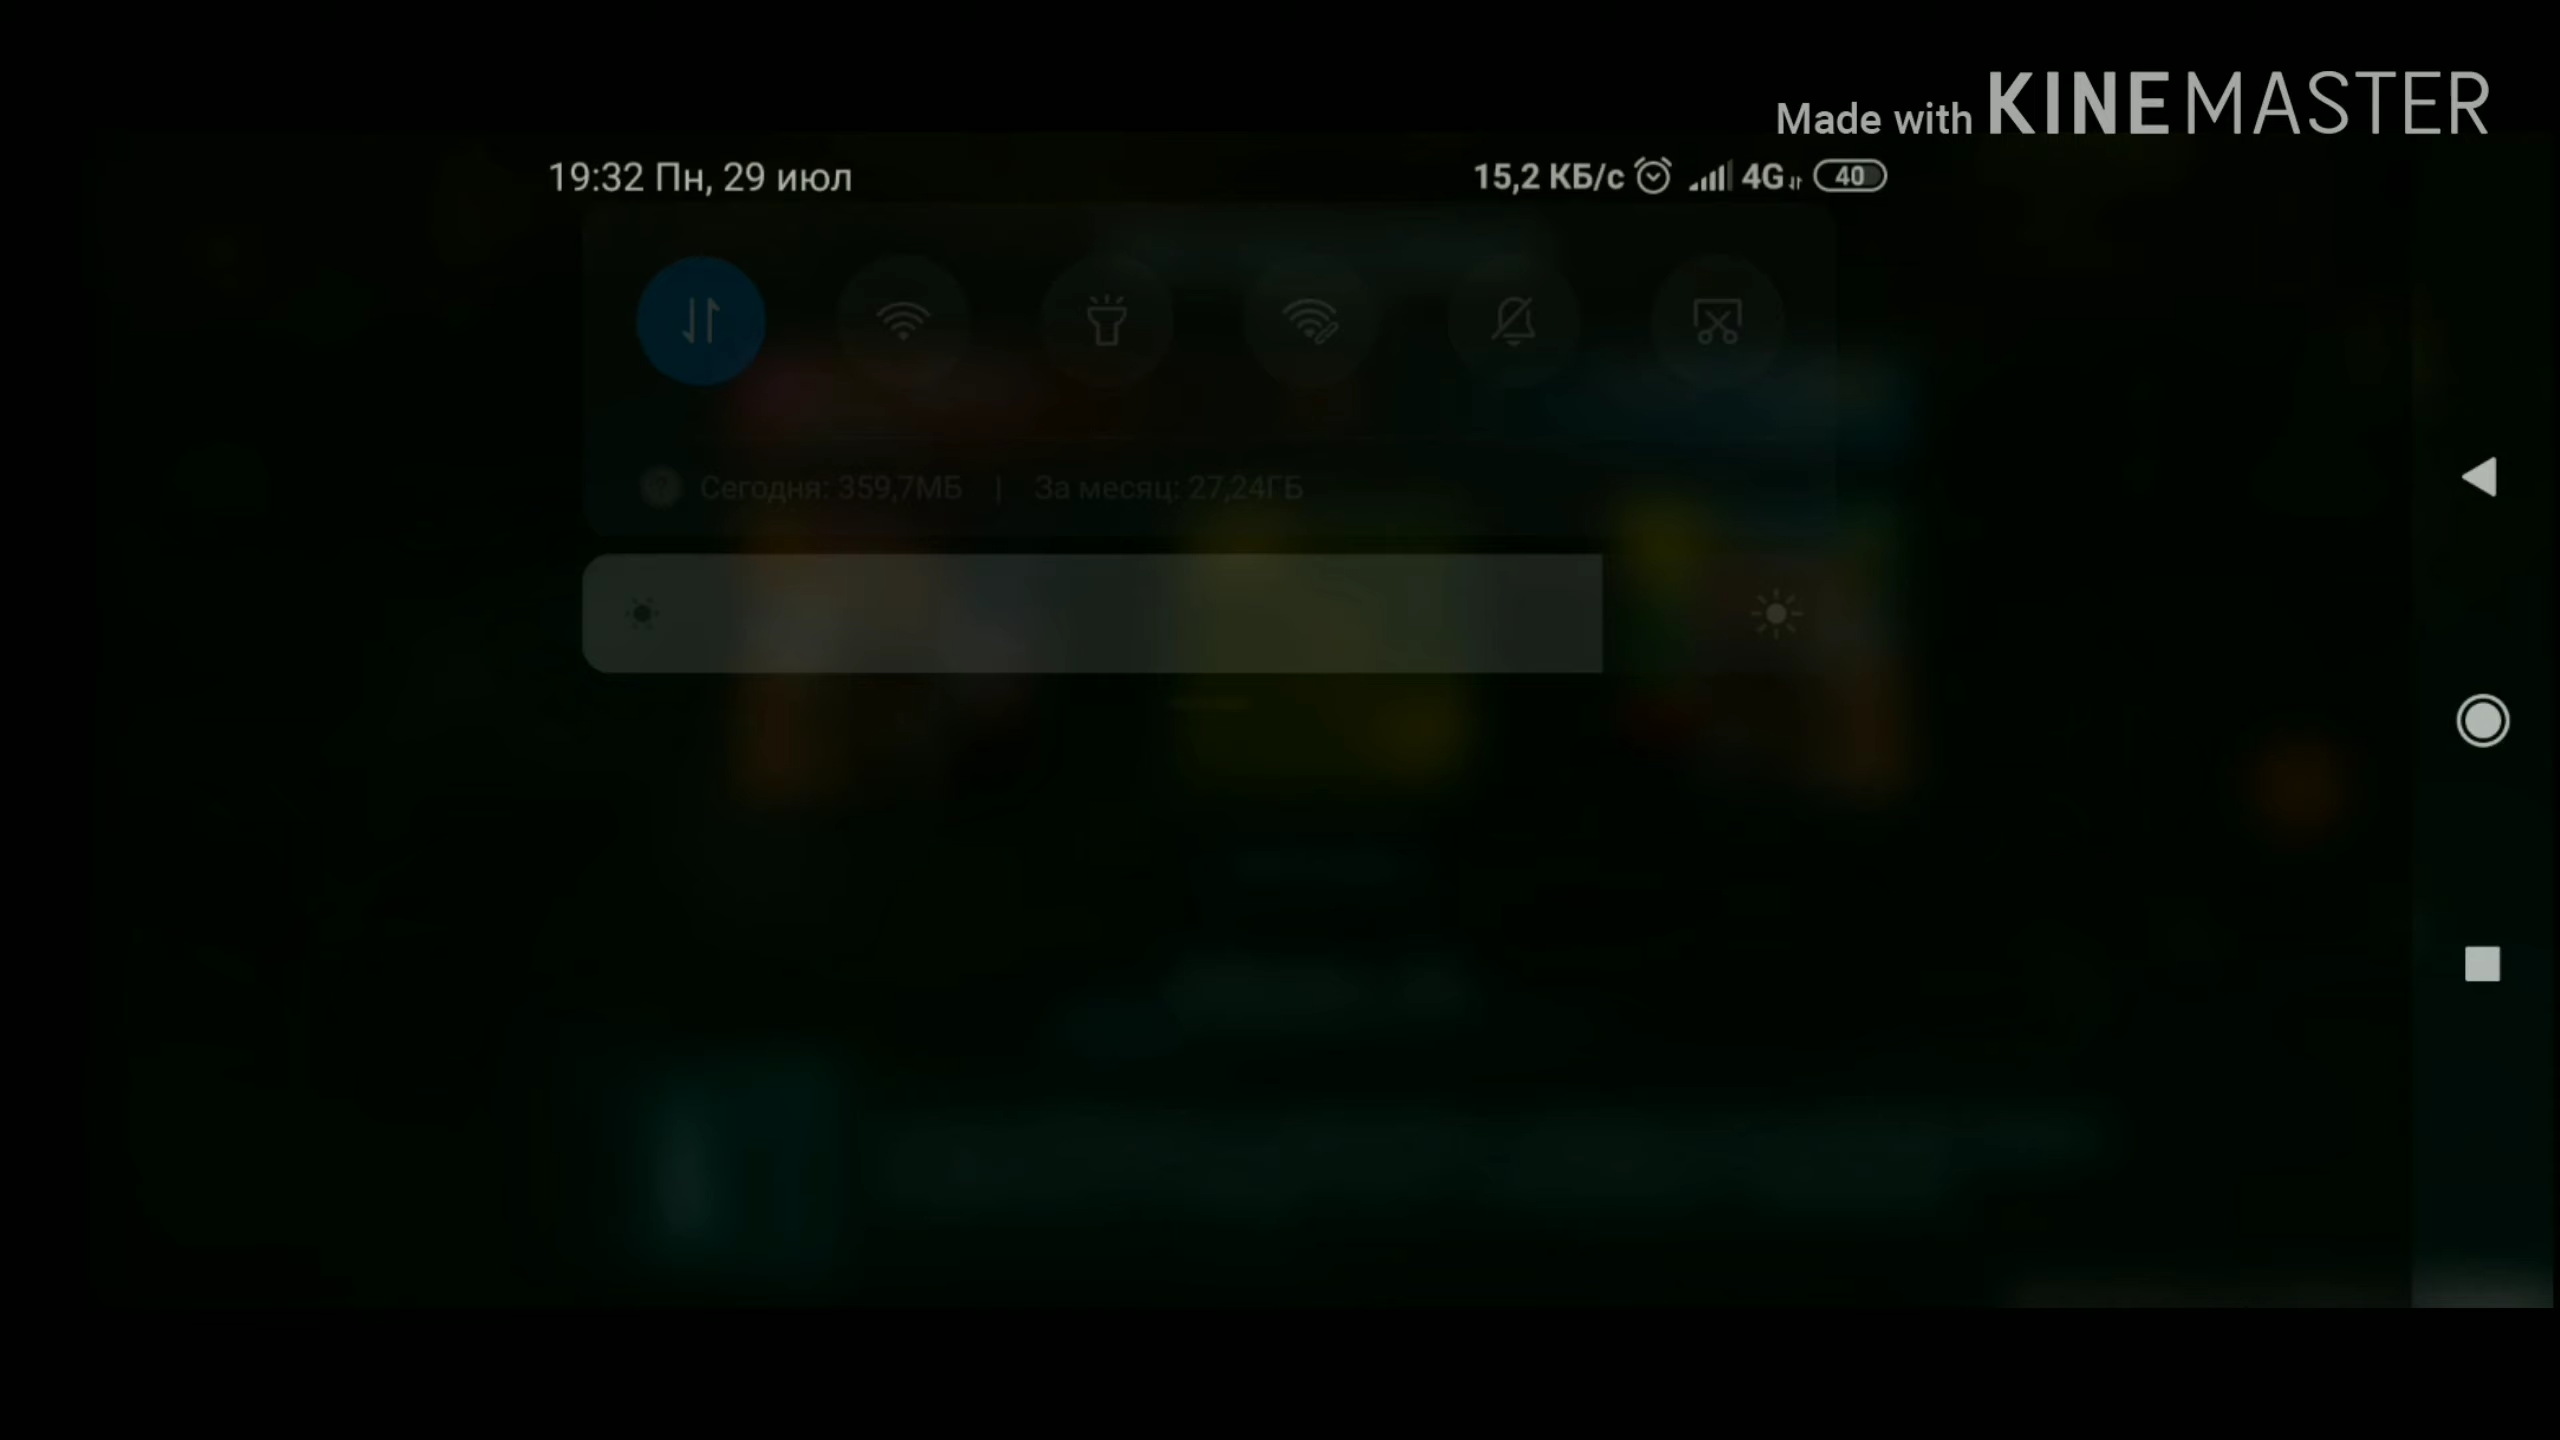 Made with KINEMASTER
19:32 Пн, 29 июл 15,2 КБ/с 4G 40
Сегодня: 359,7МБ | За месяц: 27,24ГБ